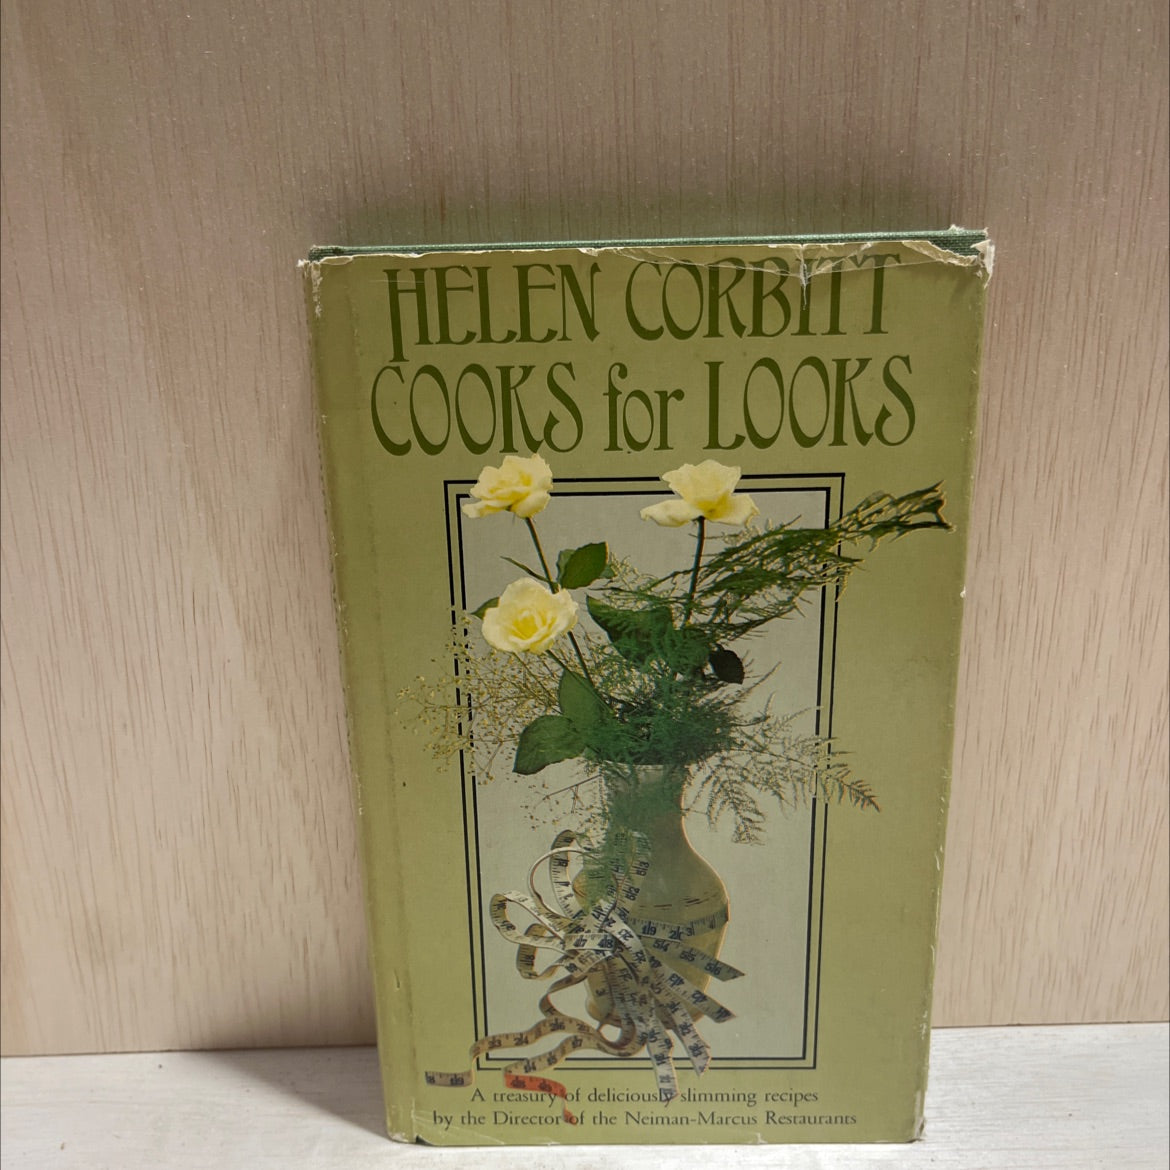 HELEN CORBITT
COOKS for LOOKS
A treasury of deliciously slimming recipes
by the Director of the Neiman-Marcus Restaurants